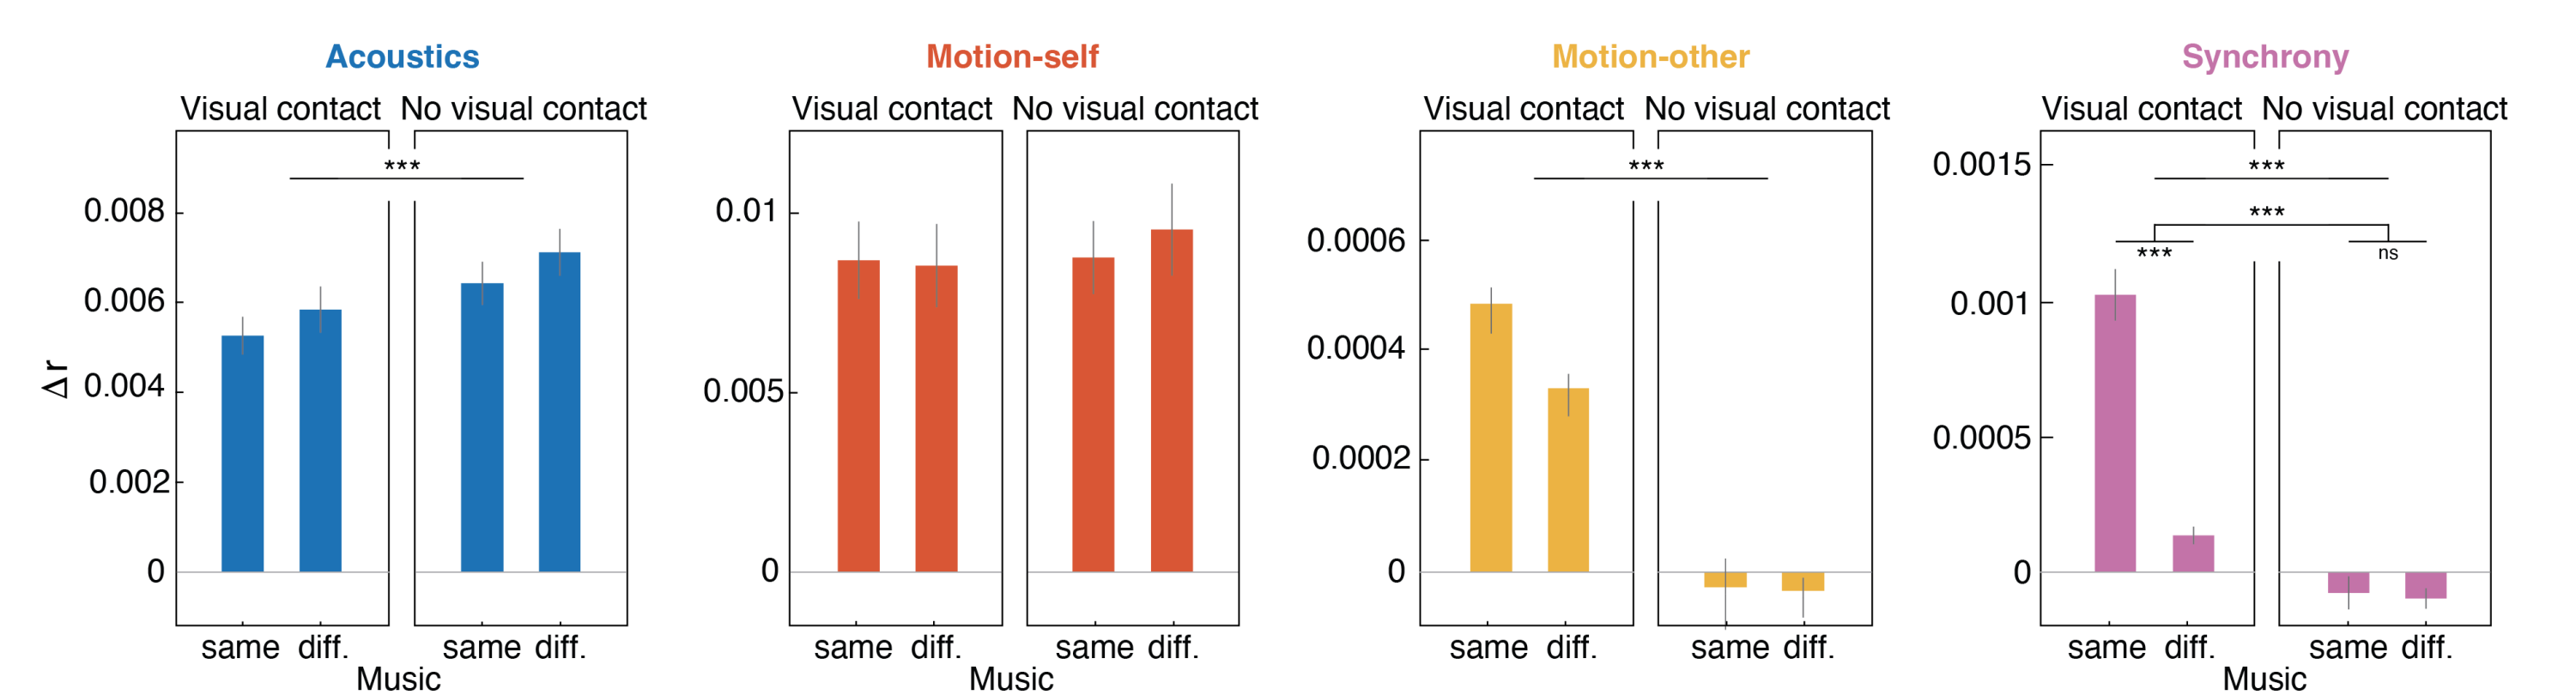 Acoustics Motion-self Motion-other Synchrony
Visual contact No visual contact Visual contact No visual contact Visual contact No visual contact Visual contact No visual contact
*** *** 0.0015 ***
0.008 0.01 0.0006 ***
*** ns
0.006 0.001
0.004 0.005 0.0004
Δr
0.002 0.0002 0.0005
0 0 0 0
same diff. same diff. same diff. same diff. same diff. same diff. same diff. same diff.
Music Music Music